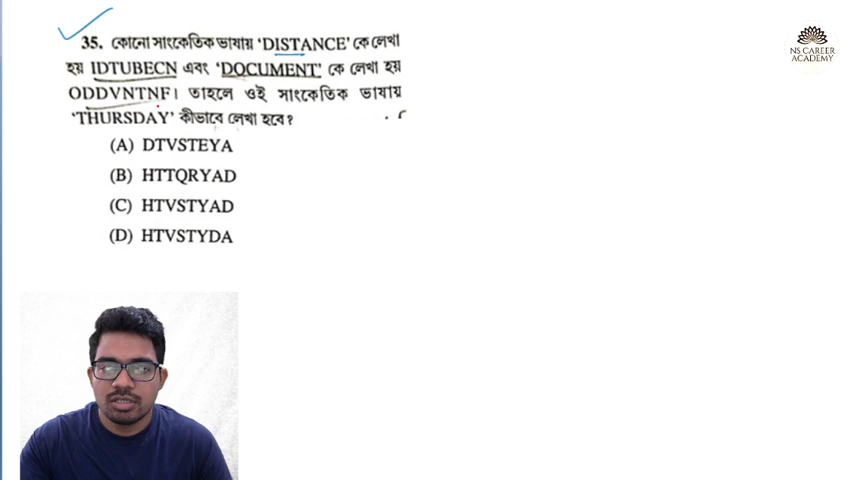 NS CAREER
ACADEMY
35. কোনো সাংকেতিক ভাষায় ‘DISTANCE’ কে লেখা
হয় IDTUBECN এবং ‘DOCUMENT’ কে লেখা হয়
ODDVNTNF। তাহলে ওই সাংকেতিক ভাষায়
‘THURSDAY’ কীভাবে লেখা হবে?
(A) DTVSTEYA
(B) HTTQRYAD
(C) HTVSTYAD
(D) HTVSTYDA